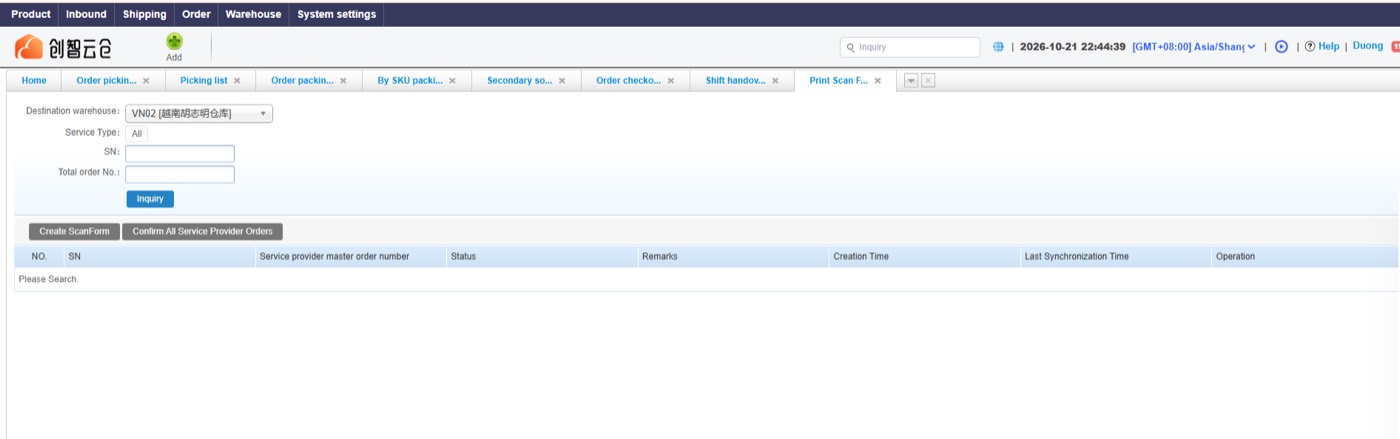 Product Inbound Shipping Order Warehouse System settings
创智云仓 Add Inquiry | 2026-10-21 22:44:39 [GMT+08:00] Asia/Shang | | Help | Duong
Home Order pickin... Picking list Order packin... By SKU packi... Secondary so... Order checko... Shift handov... Print Scan F...
Destination warehouse: VN02 [越南胡志明仓库]
Service Type: All
SN:
Total order No.:
Inquiry
Create ScanForm Confirm All Service Provider Orders
NO. SN Service provider master order number Status Remarks Creation Time Last Synchronization Time Operation
Please Search.